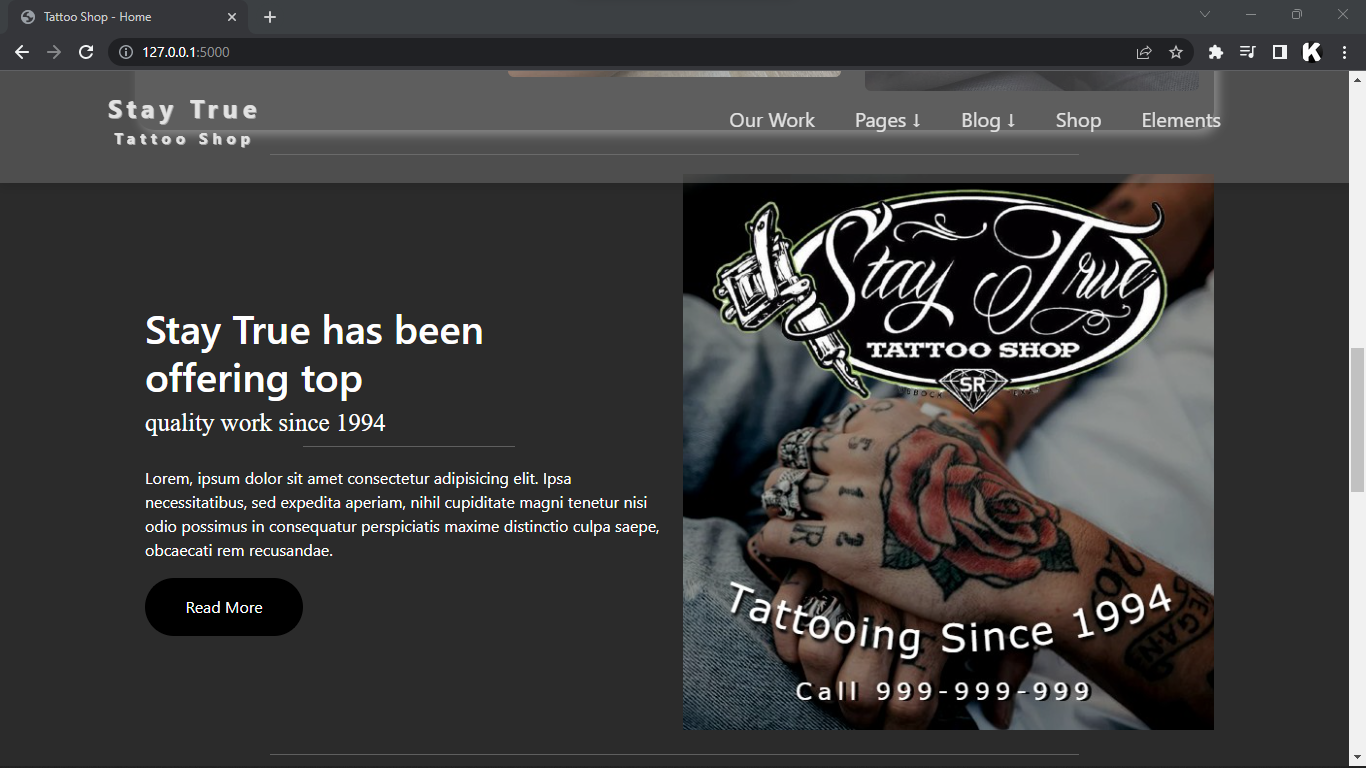 Tattoo Shop - Home
127.0.0.1:5000
Stay True
Tattoo Shop
Our Work Pages ↓ Blog ↓ Shop Elements
Stay True has been
offering top
quality work since 1994
Lorem, ipsum dolor sit amet consectetur adipisicing elit. Ipsa
necessitatibus, sed expedita aperiam, nihil cupiditate magni tenetur nisi
odio possimus in consequatur perspiciatis maxime distinctio culpa saepe,
obcaecati rem recusandae.
Read More
Stay True
TATTOO SHOP
SR
Tattooing Since 1994
Call 999-999-999